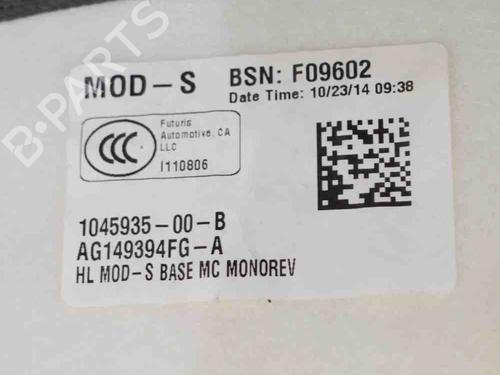 MOD-S BSN: F09602
Date Time: 10/23/14 09:38
CCC
Futuris
Automotive, CA
LLC
I110806
1045935-00-B
AG149394FG-A
HL MOD-S BASE MC MONOREV
B-PARTS